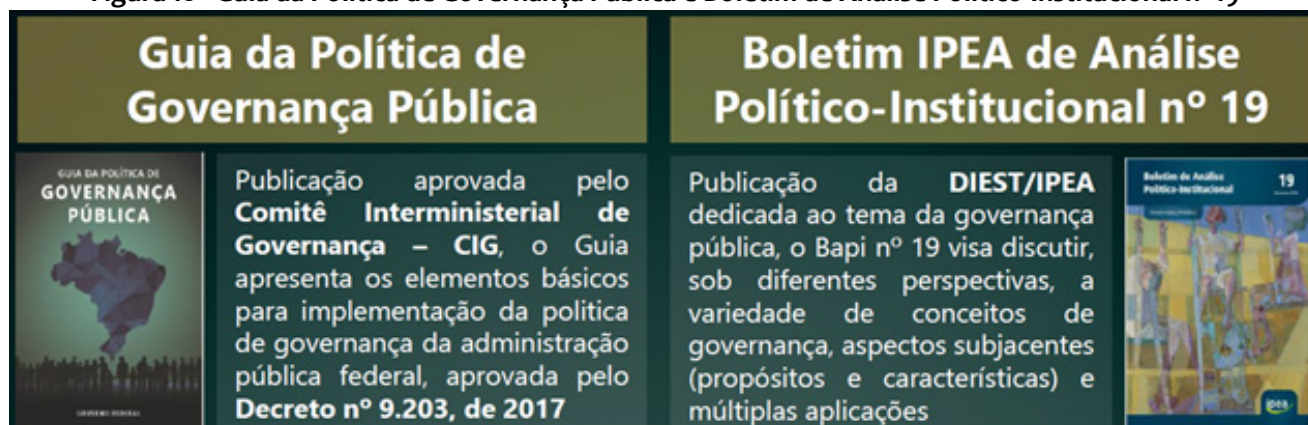 Guia da Política de
Governança Pública
GUIA DA POLÍTICA DE
GOVERNANÇA
PÚBLICA
GOVERNO FEDERAL
Publicação aprovada pelo
Comitê Interministerial de
Governança – CIG, o Guia
apresenta os elementos básicos
para implementação da politica
de governança da administração
pública federal, aprovada pelo
Decreto nº 9.203, de 2017
Boletim IPEA de Análise
Político-Institucional nº 19
Publicação da DIEST/IPEA
dedicada ao tema da governança
pública, o Bapi nº 19 visa discutir,
sob diferentes perspectivas, a
variedade de conceitos de
governança, aspectos subjacentes
(propósitos e características) e
múltiplas aplicações
Boletim de Análise
Político-Institucional
19
ipea